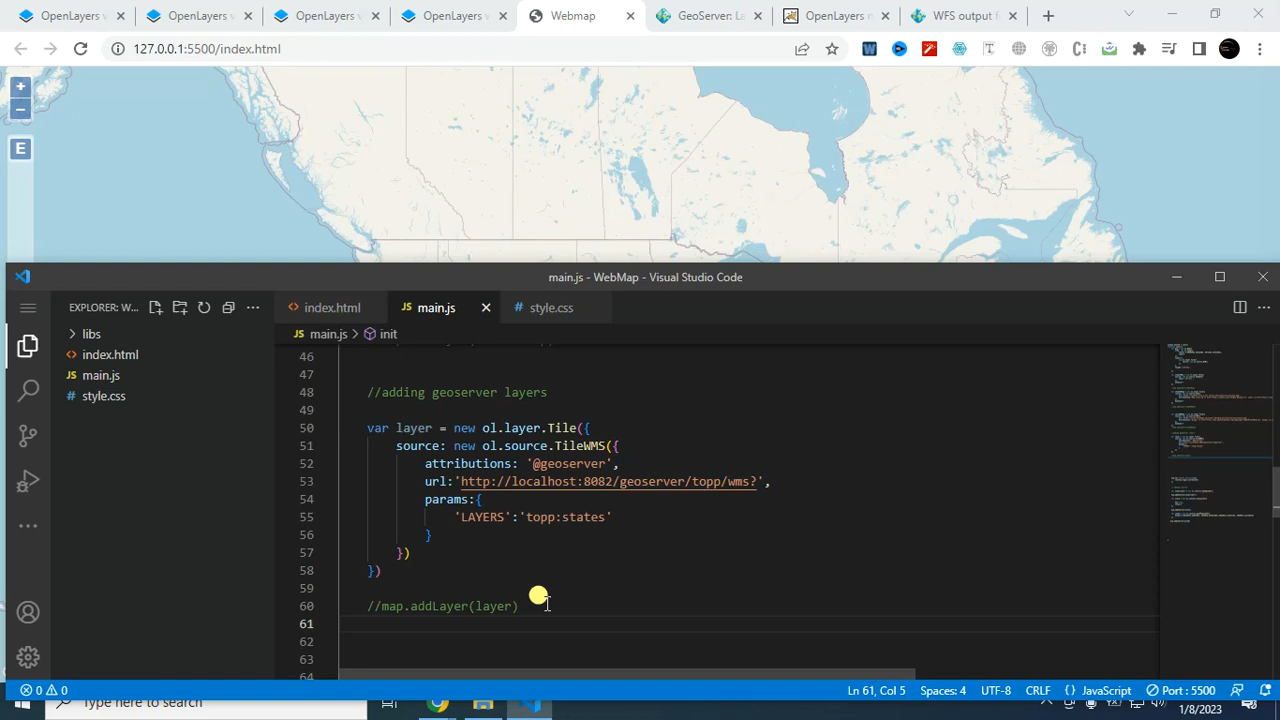 OpenLayers v
OpenLayers v
OpenLayers v
OpenLayers v
Webmap
GeoServer: La
OpenLayers m
WFS output f
127.0.0.1:5500/index.html
+
−
E
main.js - WebMap - Visual Studio Code
EXPLORER: W...
index.html
main.js
style.css
libs
main.js > init
index.html
main.js
style.css
46
47
48 //adding geoserver layers
49
50 var layer = new ol.layer.Tile({
51 source: new ol.source.TileWMS({
52 attributions: '@geoserver',
53 url:'http://localhost:8082/geoserver/topp/wms?',
54 params:{
55 'LAYERS':'topp:states'
56 }
57 })
58 })
59
60 //map.addLayer(layer)
61
62
63
64
0 0 Ln 61, Col 5 Spaces: 4 UTF-8 CRLF {} JavaScript Port : 5500
Type here to search
1/8/2023